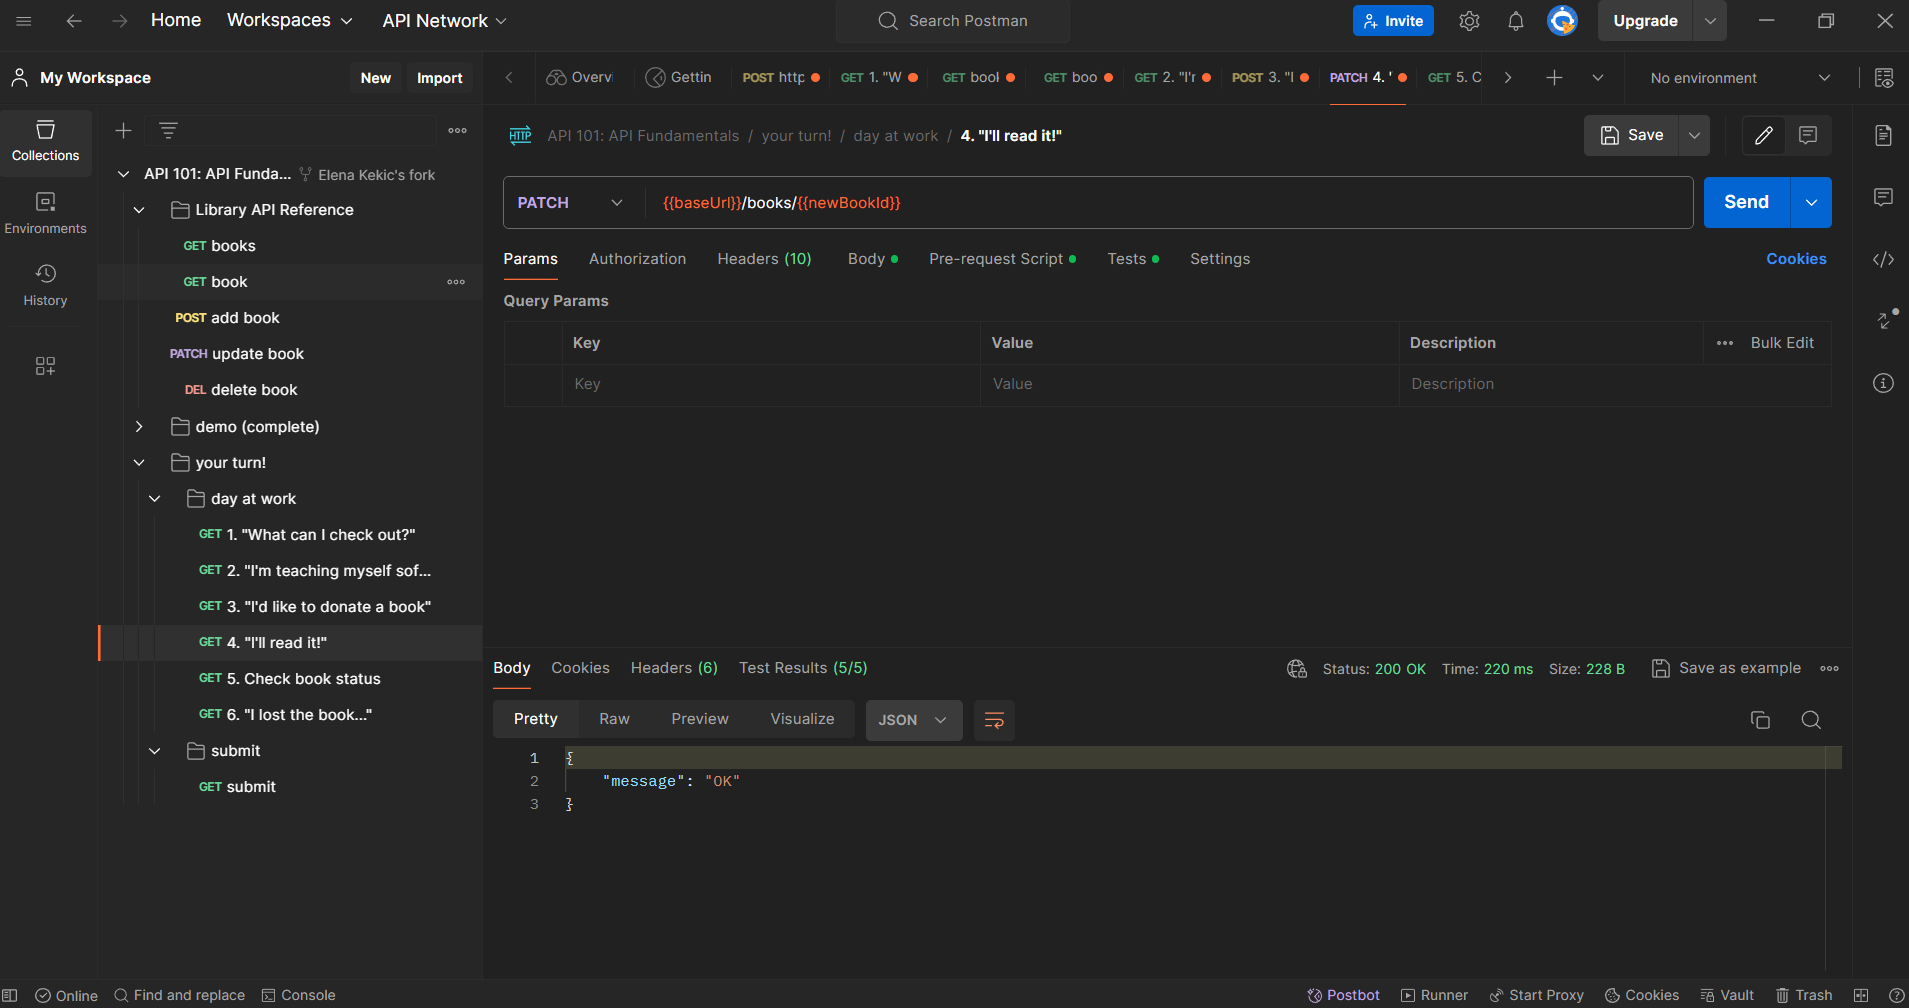 Home Workspaces API Network Search Postman Invite Upgrade
My Workspace New Import Overvi Gettin POST http GET 1. "W GET book GET boo GET 2. "I'r POST 3. "I PATCH 4. ' GET 5. C No environment
Collections
Environments
History
API 101: API Funda... Elena Kekic's fork
Library API Reference
GET books
GET book
POST add book
PATCH update book
DEL delete book
demo (complete)
your turn!
day at work
GET 1. "What can I check out?"
GET 2. "I'm teaching myself sof...
GET 3. "I'd like to donate a book"
GET 4. "I'll read it!"
GET 5. Check book status
GET 6. "I lost the book..."
submit
GET submit
HTTP API 101: API Fundamentals / your turn! / day at work / 4. "I'll read it!" Save
PATCH {{baseUrl}}/books/{{newBookId}} Send
Params Authorization Headers (10) Body Pre-request Script Tests Settings Cookies
Query Params
Key Value Description Bulk Edit
Key Value Description
Body Cookies Headers (6) Test Results (5/5) Status: 200 OK Time: 220 ms Size: 228 B Save as example
Pretty Raw Preview Visualize JSON
1 {
2 "message": "OK"
3 }
Online Find and replace Console Postbot Runner Start Proxy Cookies Vault Trash